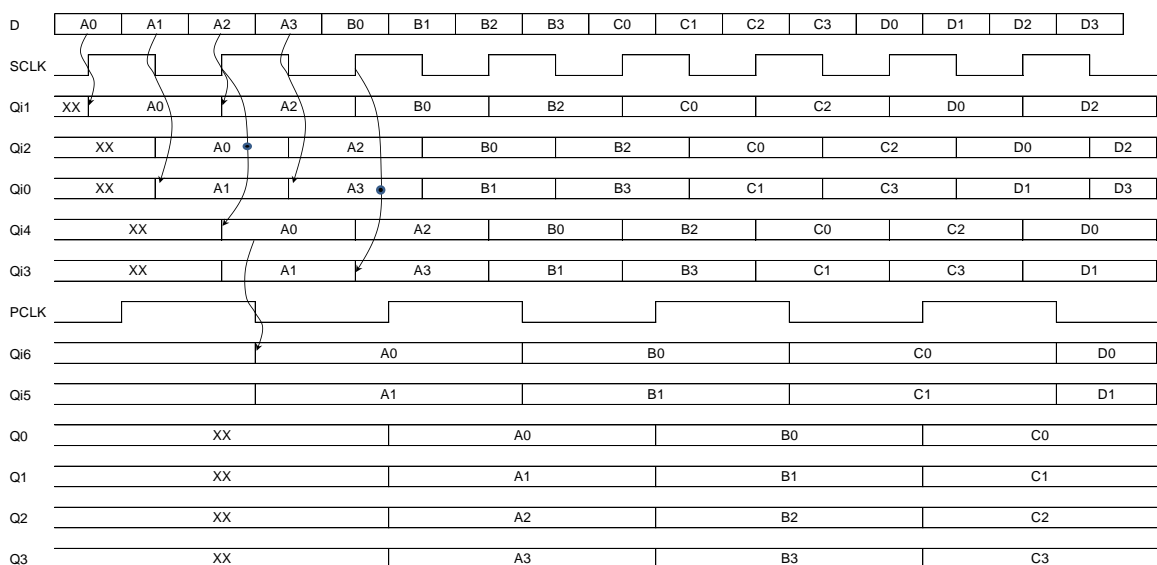 D A0 A1 A2 A3 B0 B1 B2 B3 C0 C1 C2 C3 D0 D1 D2 D3
SCLK
Qi1 XX A0 A2 B0 B2 C0 C2 D0 D2
Qi2 XX A0 A2 B0 B2 C0 C2 D0 D2
Qi0 XX A1 A3 B1 B3 C1 C3 D1 D3
Qi4 XX A0 A2 B0 B2 C0 C2 D0
Qi3 XX A1 A3 B1 B3 C1 C3 D1
PCLK
Qi6 A0 B0 C0 D0
Qi5 A1 B1 C1 D1
Q0 XX A0 B0 C0
Q1 XX A1 B1 C1
Q2 XX A2 B2 C2
Q3 XX A3 B3 C3